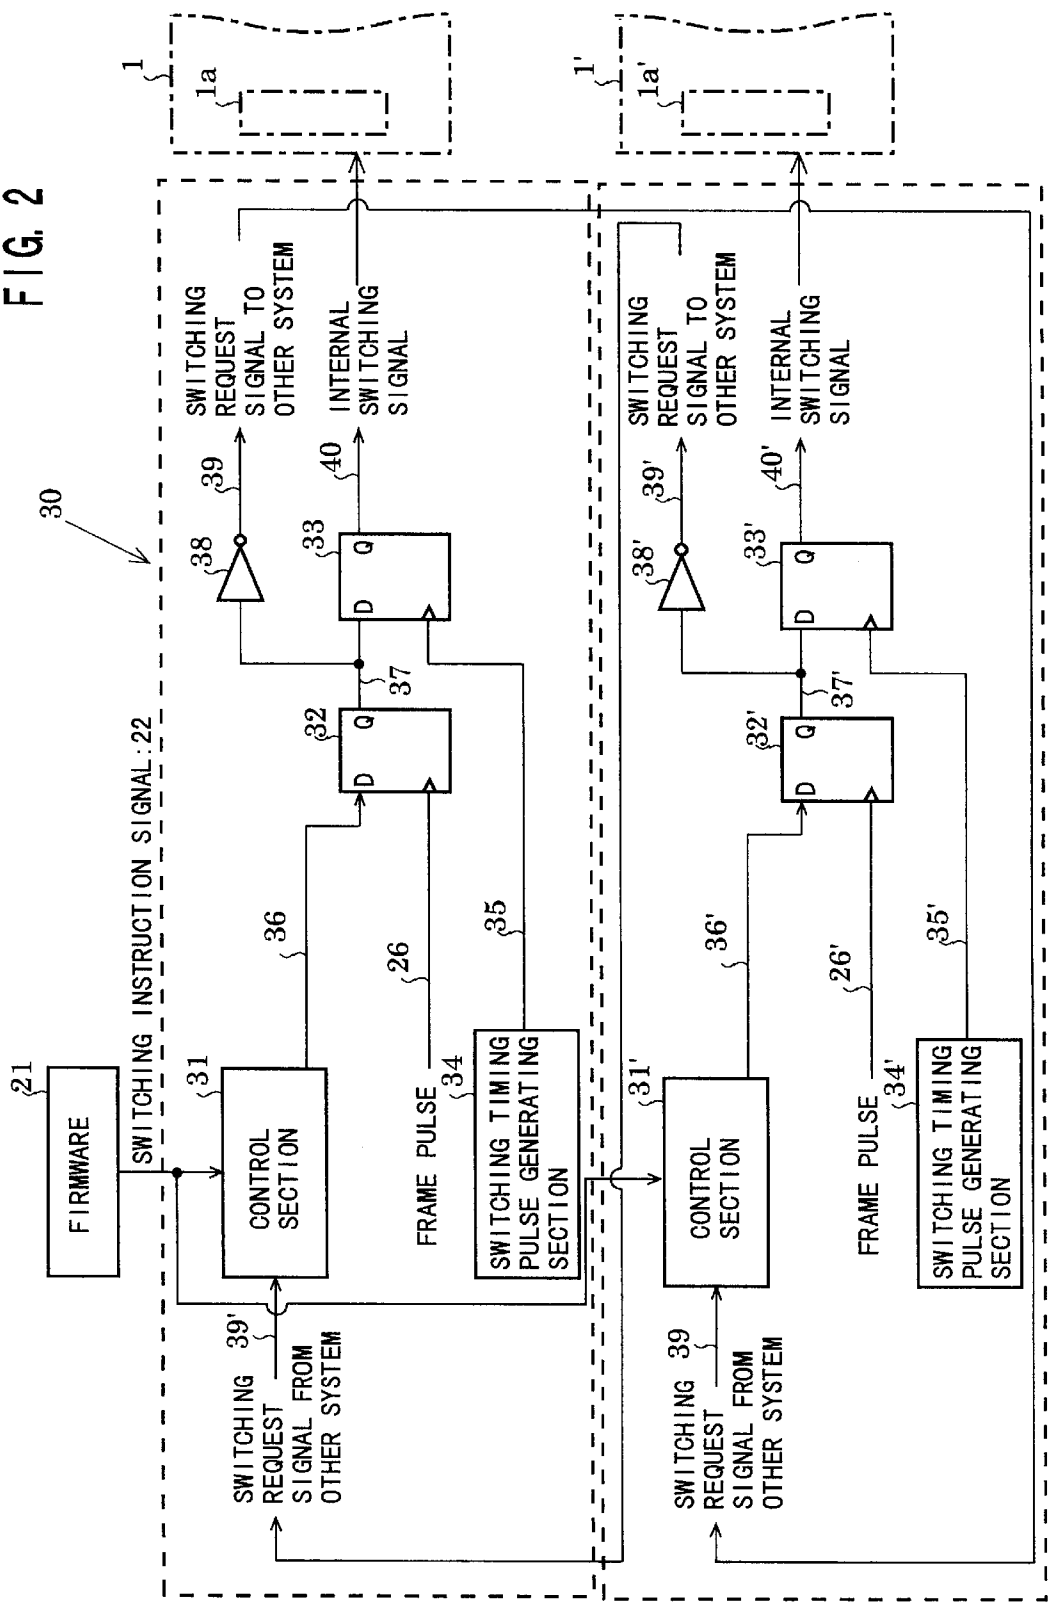 FIG. 2
30
21
FIRMWARE
SWITCHING INSTRUCTION SIGNAL:22
31
CONTROL
SECTION
39'
SWITCHING
REQUEST
SIGNAL FROM
OTHER SYSTEM
36
26
FRAME PULSE
34
SWITCHING TIMING
PULSE GENERATING
SECTION
35
32
D
Q
37
38
39
SWITCHING
REQUEST
SIGNAL TO
OTHER SYSTEM
33
D
Q
40
INTERNAL
SWITCHING
SIGNAL
1
1a
31'
CONTROL
SECTION
39
SWITCHING
REQUEST
SIGNAL FROM
OTHER SYSTEM
36'
26'
FRAME PULSE
34'
SWITCHING TIMING
PULSE GENERATING
SECTION
35'
32'
D
Q
37'
38'
39'
SWITCHING
REQUEST
SIGNAL TO
OTHER SYSTEM
33'
D
Q
40'
INTERNAL
SWITCHING
SIGNAL
1'
1a'